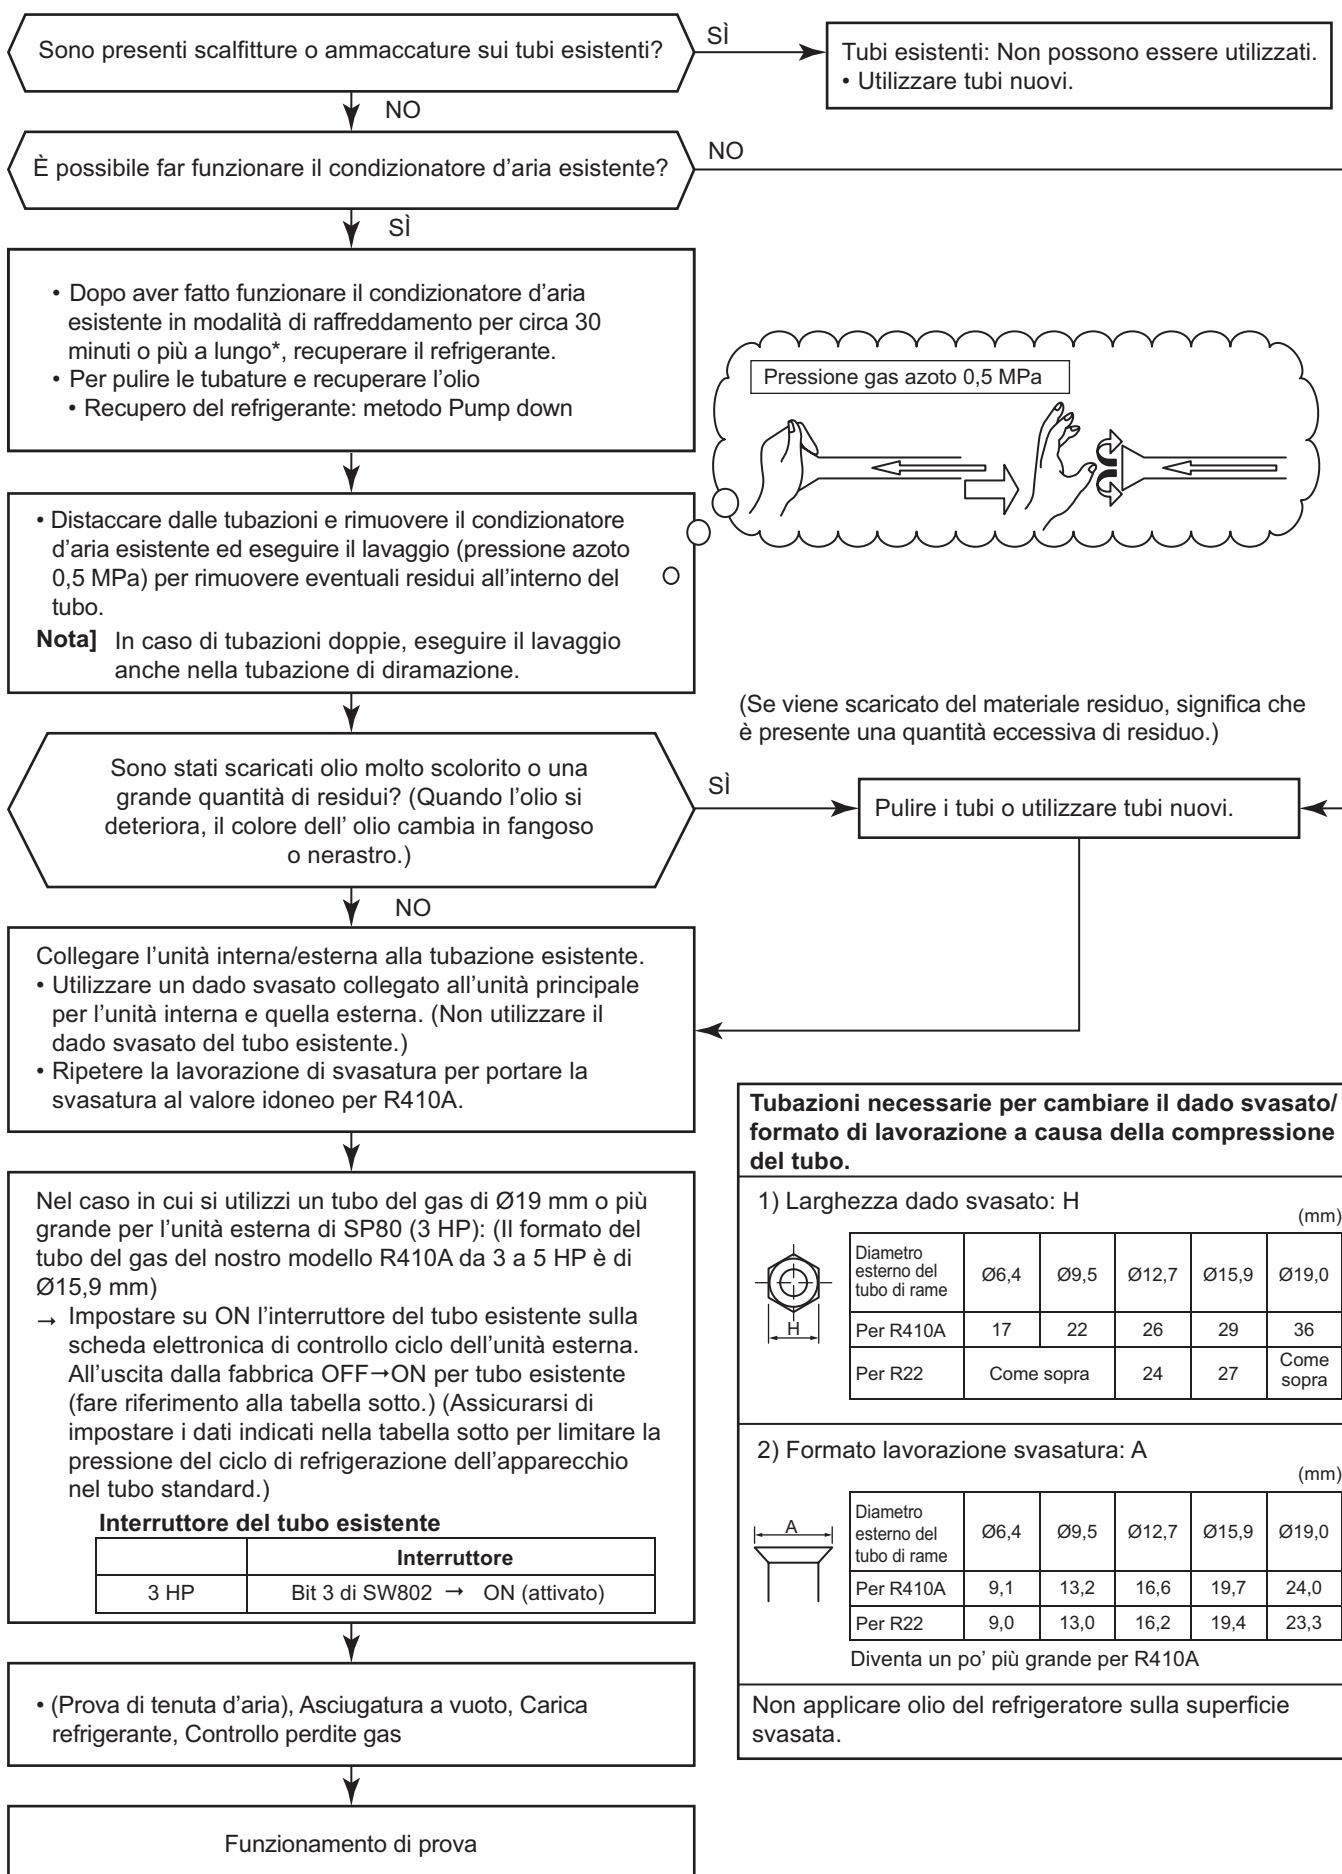 Sono presenti scalfitture o ammaccature sui tubi esistenti?
SÌ
Tubi esistenti: Non possono essere utilizzati.
• Utilizzare tubi nuovi.
NO
È possibile far funzionare il condizionatore d'aria esistente?
NO
SÌ
• Dopo aver fatto funzionare il condizionatore d'aria
esistente in modalità di raffreddamento per circa 30
minuti o più a lungo*, recuperare il refrigerante.
• Per pulire le tubature e recuperare l'olio
• Recupero del refrigerante: metodo Pump down
Pressione gas azoto 0,5 MPa
• Distaccare dalle tubazioni e rimuovere il condizionatore
d'aria esistente ed eseguire il lavaggio (pressione azoto
0,5 MPa) per rimuovere eventuali residui all'interno del
tubo.
Nota] In caso di tubazioni doppie, eseguire il lavaggio
anche nella tubazione di diramazione.
(Se viene scaricato del materiale residuo, significa che
è presente una quantità eccessiva di residuo.)
Sono stati scaricati olio molto scolorito o una
grande quantità di residui? (Quando l'olio si
deteriora, il colore dell' olio cambia in fangoso
o nerastro.)
SÌ
Pulire i tubi o utilizzare tubi nuovi.
NO
Collegare l'unità interna/esterna alla tubazione esistente.
• Utilizzare un dado svasato collegato all'unità principale
per l'unità interna e quella esterna. (Non utilizzare il
dado svasato del tubo esistente.)
• Ripetere la lavorazione di svasatura per portare la
svasatura al valore idoneo per R410A.
Nel caso in cui si utilizzi un tubo del gas di Ø19 mm o più
grande per l'unità esterna di SP80 (3 HP): (Il formato del
tubo del gas del nostro modello R410A da 3 a 5 HP è di
Ø15,9 mm)
→ Impostare su ON l'interruttore del tubo esistente sulla
scheda elettronica di controllo ciclo dell'unità esterna.
All'uscita dalla fabbrica OFF→ON per tubo esistente
(fare riferimento alla tabella sotto.) (Assicurarsi di
impostare i dati indicati nella tabella sotto per limitare la
pressione del ciclo di refrigerazione dell'apparecchio
nel tubo standard.)
Interruttore del tubo esistente
Interruttore
3 HP Bit 3 di SW802 → ON (attivato)
• (Prova di tenuta d'aria), Asciugatura a vuoto, Carica
refrigerante, Controllo perdite gas
Funzionamento di prova
Tubazioni necessarie per cambiare il dado svasato/
formato di lavorazione a causa della compressione
del tubo.
1) Larghezza dado svasato: H
(mm)
H
Diametro
esterno del
tubo di rame
Ø6,4 Ø9,5 Ø12,7 Ø15,9 Ø19,0
Per R410A 17 22 26 29 36
Per R22 Come sopra 24 27 Come
sopra
2) Formato lavorazione svasatura: A
(mm)
A
Diametro
esterno del
tubo di rame
Ø6,4 Ø9,5 Ø12,7 Ø15,9 Ø19,0
Per R410A 9,1 13,2 16,6 19,7 24,0
Per R22 9,0 13,0 16,2 19,4 23,3
Diventa un po' più grande per R410A
Non applicare olio del refrigeratore sulla superficie
svasata.